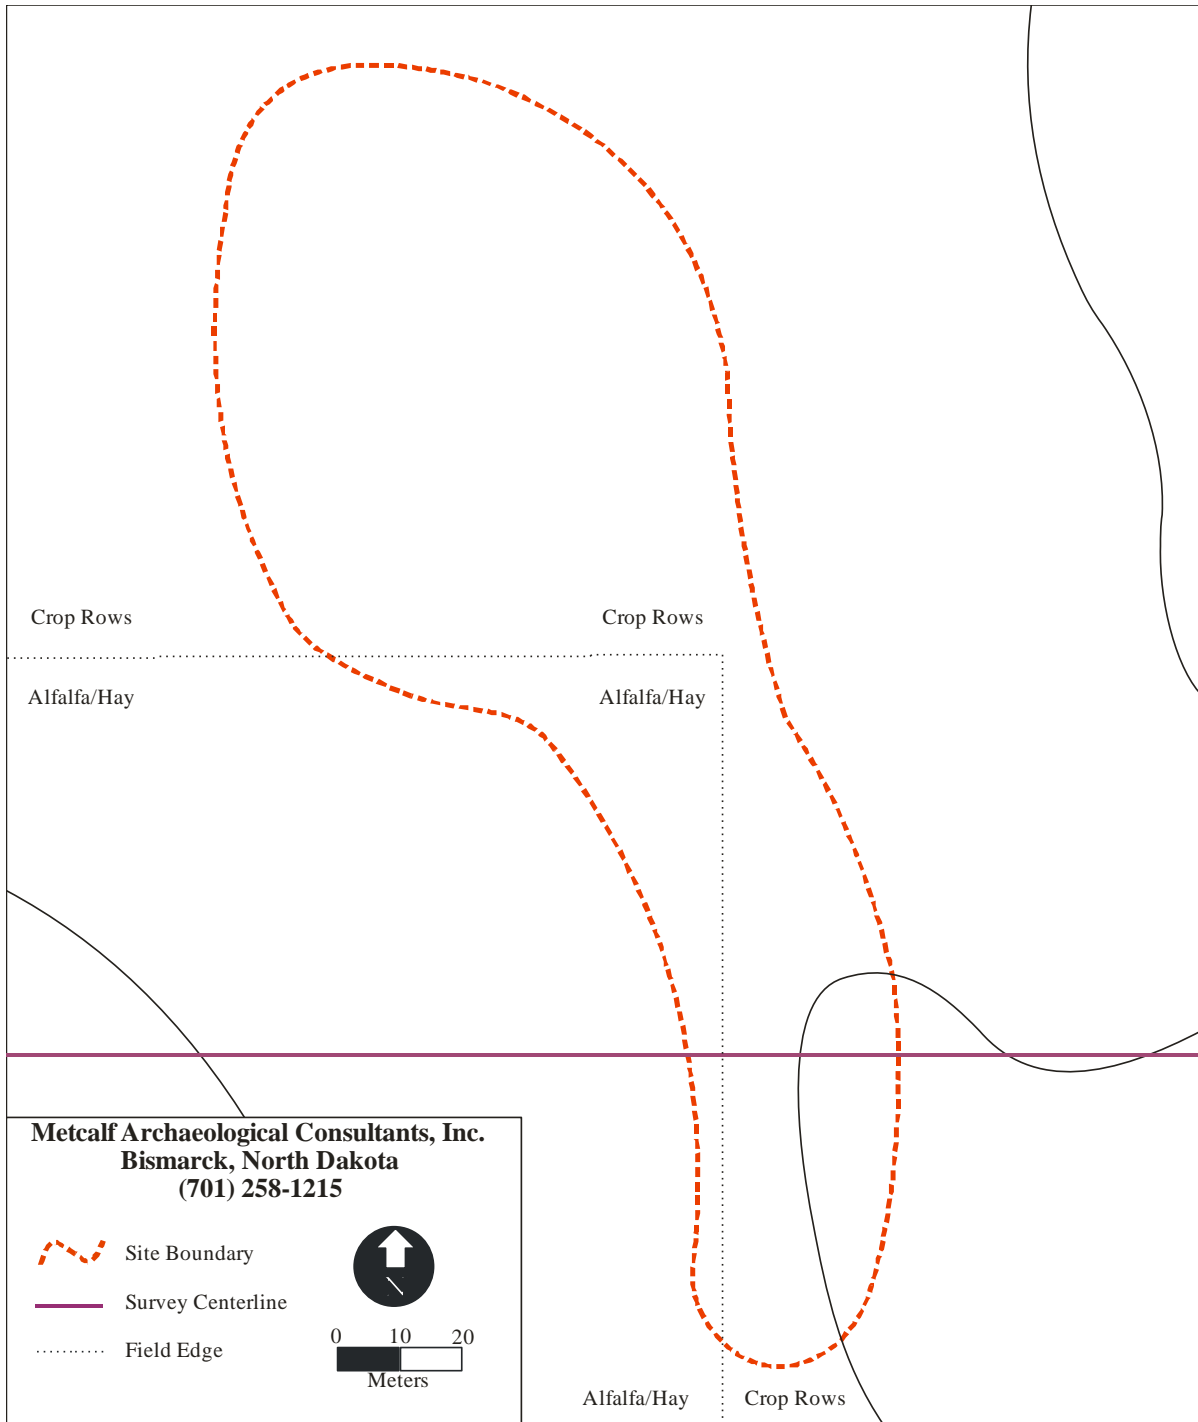 Crop Rows
Crop Rows
Alfalfa/Hay
Alfalfa/Hay
Metcalf Archaeological Consultants, Inc.
Bismarck, North Dakota
(701) 258-1215
Site Boundary
Survey Centerline
Field Edge
0 10 20
Meters
Alfalfa/Hay
Crop Rows